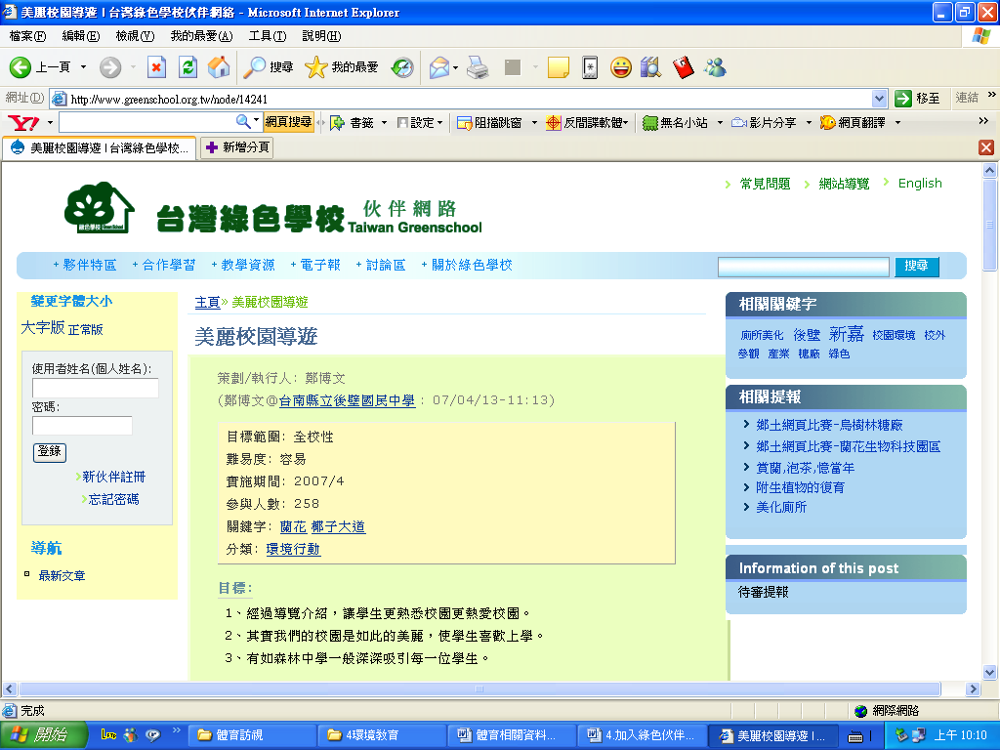 美麗校園導遊 | 台灣綠色學校伙伴網絡 - Microsoft Internet Explorer
檔案(F) 編輯(E) 檢視(V) 我的最愛(A) 工具(T) 說明(H)
上一頁 搜尋 我的最愛
網址(D) http://www.greenschool.org.tw/node/14241 移至 連結 »
Y! 網頁搜尋 書籤 設定 阻擋跳窗 反間諜軟體 無名小站 影片分享 網頁翻譯 »
美麗校園導遊 | 台灣綠色學校... 新增分頁
常見問題 網站導覽 English
台灣綠色學校 伙伴網路
Taiwan Greenschool
+ 夥伴特區 + 合作學習 + 教學資源 + 電子報 + 討論區 + 關於綠色學校 搜尋
變更字體大小
大字版 正常版
使用者姓名(個人姓名):
密碼:
登錄
新伙伴註冊
忘記密碼
導航
最新文章
主頁» 美麗校園導遊
美麗校園導遊
策劃/執行人: 鄭博文
(鄭博文@台南縣立後壁國民中學 : 07/04/13-11:13)
目標範圍: 全校性
難易度: 容易
實施期間: 2007/4
參與人數: 258
關鍵字: 蘭花 椰子大道
分類: 環境行動
目標:
1、經過導覽介紹，讓學生更熟悉校園更熱愛校園。
2、其實我們的校園是如此的美麗，使學生喜歡上學。
3、有如森林中學一般深深吸引每一位學生。
相關關鍵字
廁所美化 後壁 新嘉 校園環境 校外
參觀 產業 糖廠 綠色
相關提報
鄉土網頁比賽-烏樹林糖廠
鄉土網頁比賽-蘭花生物科技園區
賞蘭,泡茶,憶當年
附生植物的復育
美化廁所
Information of this post
待審提報
完成 網際網路
開始 » 體育訪視 4環境教育 體育相關資料... 4.加入綠色伙伴... 美麗校園導遊 |... 上午 10:10